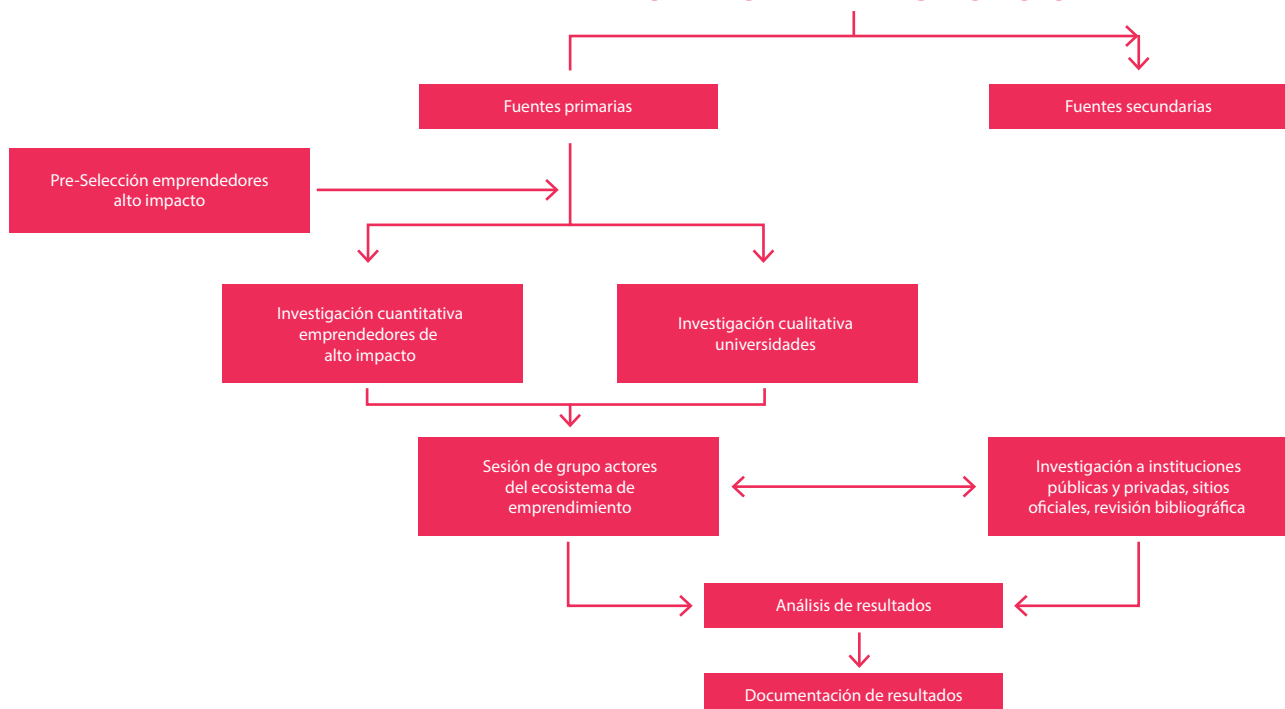 Fuentes primarias
Fuentes secundarias
Pre-Selección emprendedores
alto impacto
Investigación cuantitativa
emprendedores de
alto impacto
Investigación cualitativa
universidades
Sesión de grupo actores
del ecosistema de
emprendimiento
Investigación a instituciones
públicas y privadas, sitios
oficiales, revisión bibliográfica
Análisis de resultados
Documentación de resultados